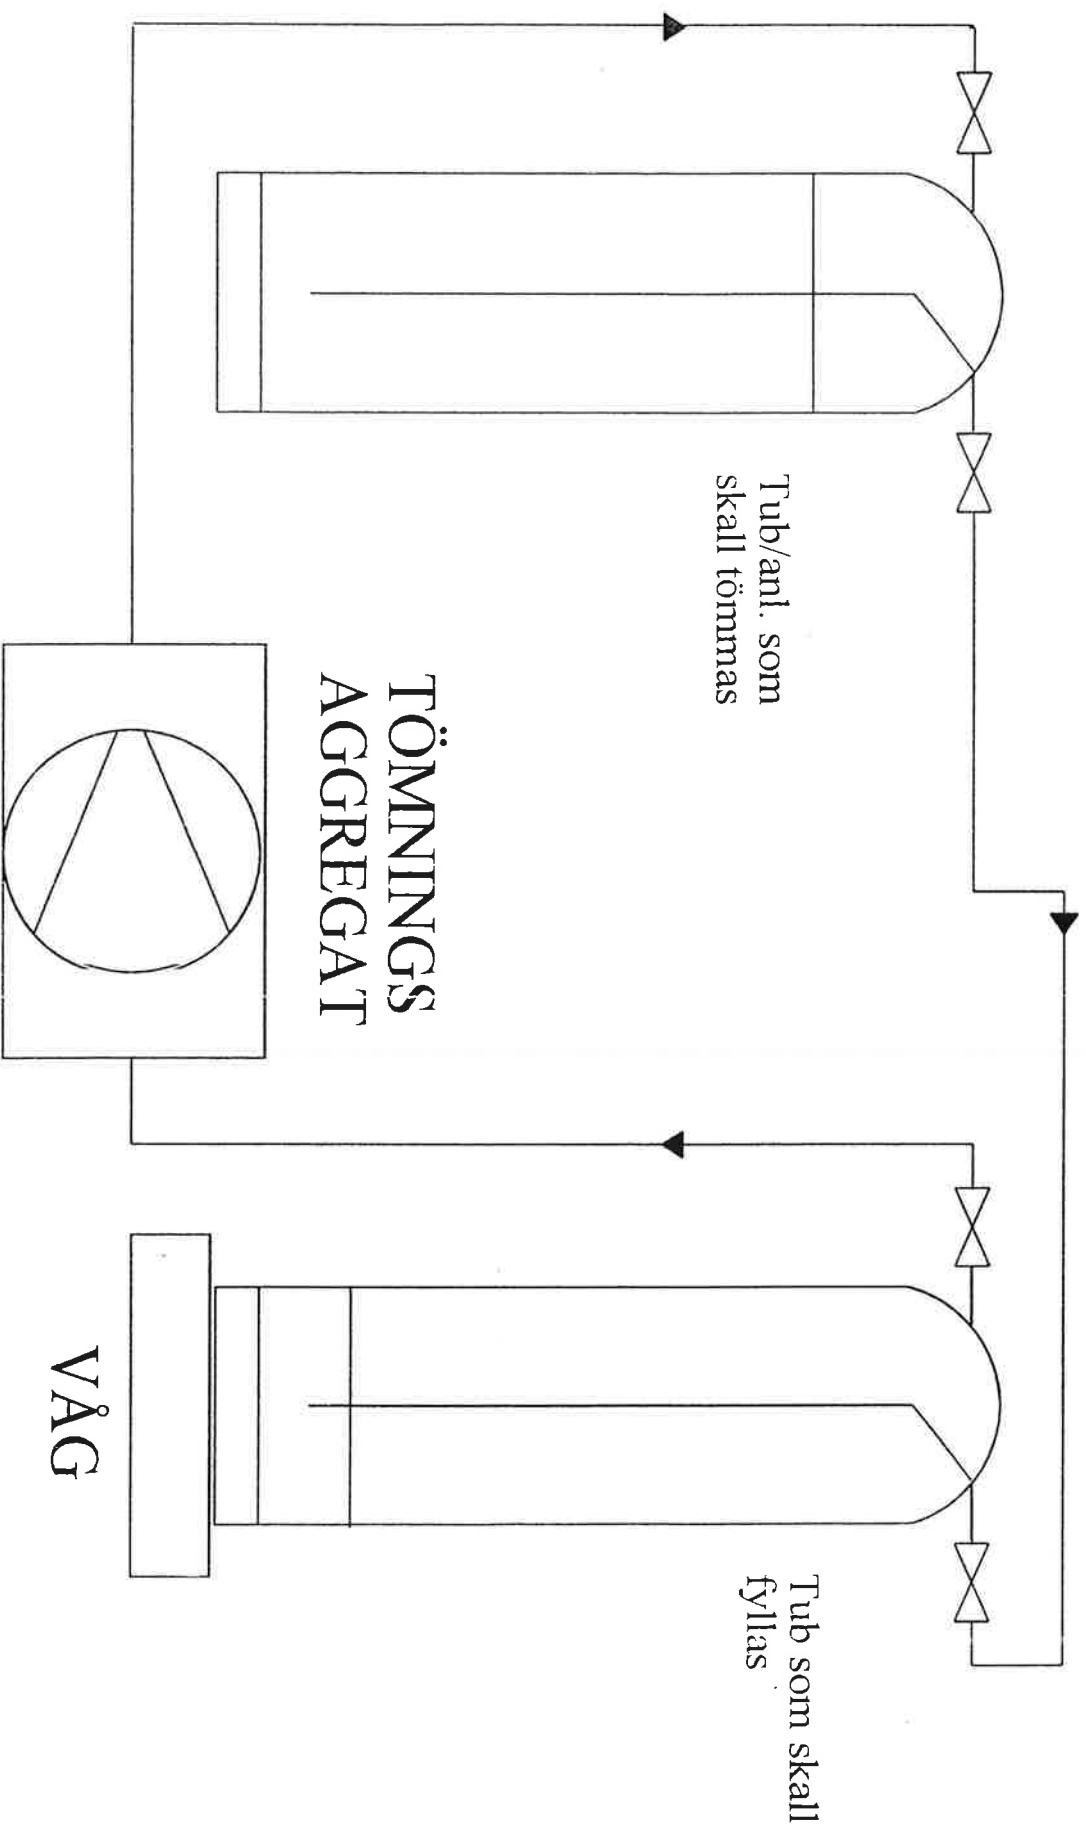 Tub/anl. som
skall tömmas
TÖMNINGS
AGGREGAT
Tub som skall
fyllas
VÅG